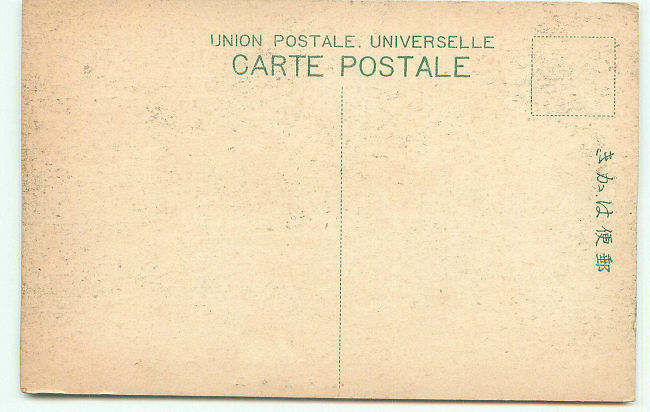 UNION POSTALE. UNIVERSELLE
CARTE POSTALE
郵便はかき